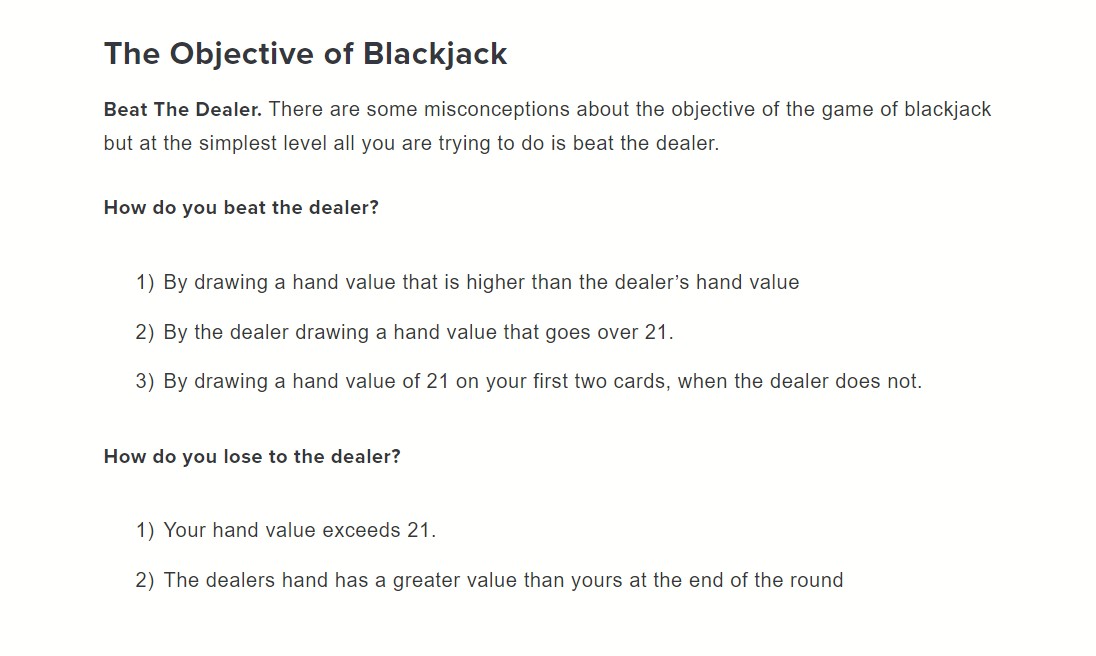 The Objective of Blackjack
Beat The Dealer. There are some misconceptions about the objective of the game of blackjack
but at the simplest level all you are trying to do is beat the dealer.
How do you beat the dealer?
1) By drawing a hand value that is higher than the dealer’s hand value
2) By the dealer drawing a hand value that goes over 21.
3) By drawing a hand value of 21 on your first two cards, when the dealer does not.
How do you lose to the dealer?
1) Your hand value exceeds 21.
2) The dealers hand has a greater value than yours at the end of the round